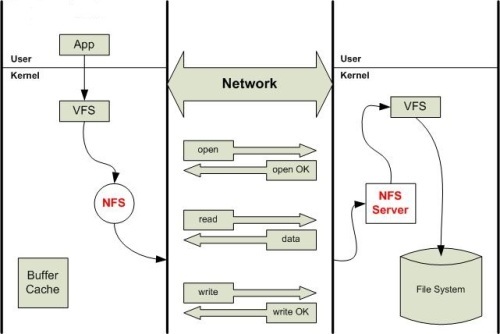 App
User
Kernel
VFS
NFS
Buffer
Cache
Network
open
open OK
read
data
write
write OK
User
Kernel
VFS
NFS
Server
File System